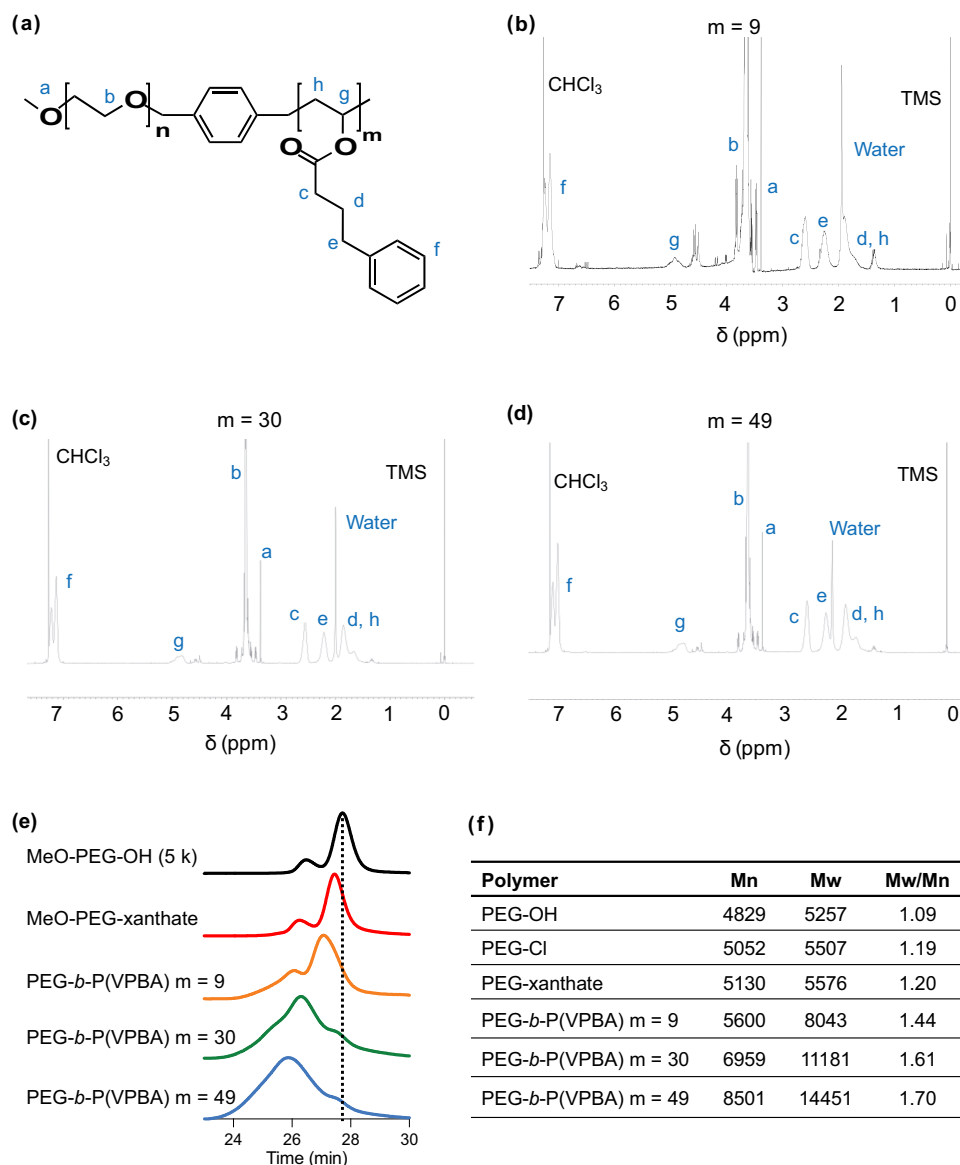 (a)
a
O
b
O
n
h
g
m
O
O
c
d
e
f
(b)
m = 9
CHCl₃
TMS
b
Water
f
a
g
c
e
d, h
7 6 5 4 3 2 1 0
δ (ppm)
(c)
m = 30
CHCl₃
b
TMS
Water
a
f
c
e
d, h
g
7 6 5 4 3 2 1 0
δ (ppm)
(d)
m = 49
CHCl₃
TMS
b
a
Water
f
e
c
d, h
g
7 6 5 4 3 2 1 0
δ (ppm)
(e)
MeO-PEG-OH (5 k)
MeO-PEG-xanthate
PEG-b-P(VPBA) m = 9
PEG-b-P(VPBA) m = 30
PEG-b-P(VPBA) m = 49
24 26 28 30
Time (min)
(f)
Polymer Mn Mw Mw/Mn
PEG-OH 4829 5257 1.09
PEG-Cl 5052 5507 1.19
PEG-xanthate 5130 5576 1.20
PEG-b-P(VPBA) m = 9 5600 8043 1.44
PEG-b-P(VPBA) m = 30 6959 11181 1.61
PEG-b-P(VPBA) m = 49 8501 14451 1.70